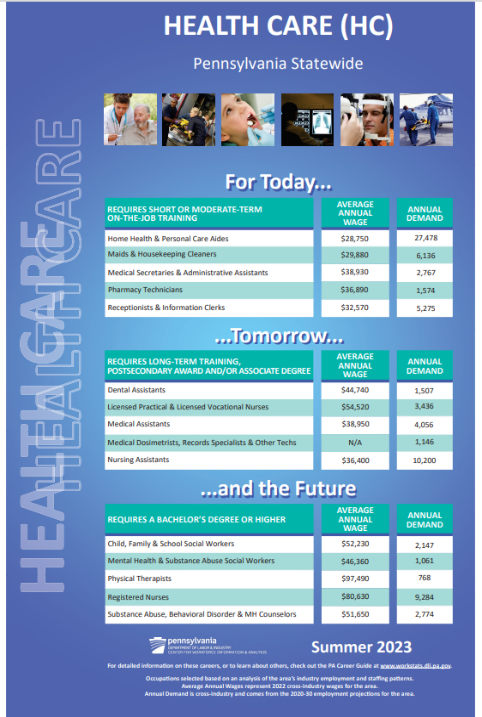 HEALTH CARE (HC)
Pennsylvania Statewide
HEALTH CARE
HEALTH CARE
For Today...
REQUIRES SHORT OR MODERATE-TERM
ON-THE-JOB TRAINING
AVERAGE
ANNUAL
WAGE
ANNUAL
DEMAND
Home Health & Personal Care Aides $28,750 27,478
Maids & Housekeeping Cleaners $29,880 6,136
Medical Secretaries & Administrative Assistants $38,930 2,767
Pharmacy Technicians $36,890 1,574
Receptionists & Information Clerks $32,570 5,275
...Tomorrow...
REQUIRES LONG-TERM TRAINING,
POSTSECONDARY AWARD AND/OR ASSOCIATE DEGREE
AVERAGE
ANNUAL
WAGE
ANNUAL
DEMAND
Dental Assistants $44,740 1,507
Licensed Practical & Licensed Vocational Nurses $54,520 3,436
Medical Assistants $38,950 4,056
Medical Dosimetrists, Records Specialists & Other Techs N/A 1,146
Nursing Assistants $36,400 10,200
...and the Future
REQUIRES A BACHELOR'S DEGREE OR HIGHER
AVERAGE
ANNUAL
WAGE
ANNUAL
DEMAND
Child, Family & School Social Workers $52,230 2,147
Mental Health & Substance Abuse Social Workers $46,360 1,061
Physical Therapists $97,490 768
Registered Nurses $80,630 9,284
Substance Abuse, Behavioral Disorder & MH Counselors $51,650 2,774
pennsylvania
DEPARTMENT OF LABOR & INDUSTRY
CENTER FOR WORKFORCE INFORMATION & ANALYSIS
Summer 2023
For detailed information on these careers, or to learn about others, check out the PA Career Guide at www.workstats.dli.pa.gov.
Occupations selected based on an analysis of the area's industry employment and staffing patterns.
Average Annual Wages represent 2022 cross-industry wages for the area.
Annual Demand is cross-industry and comes from the 2020-30 employment projections for the area.